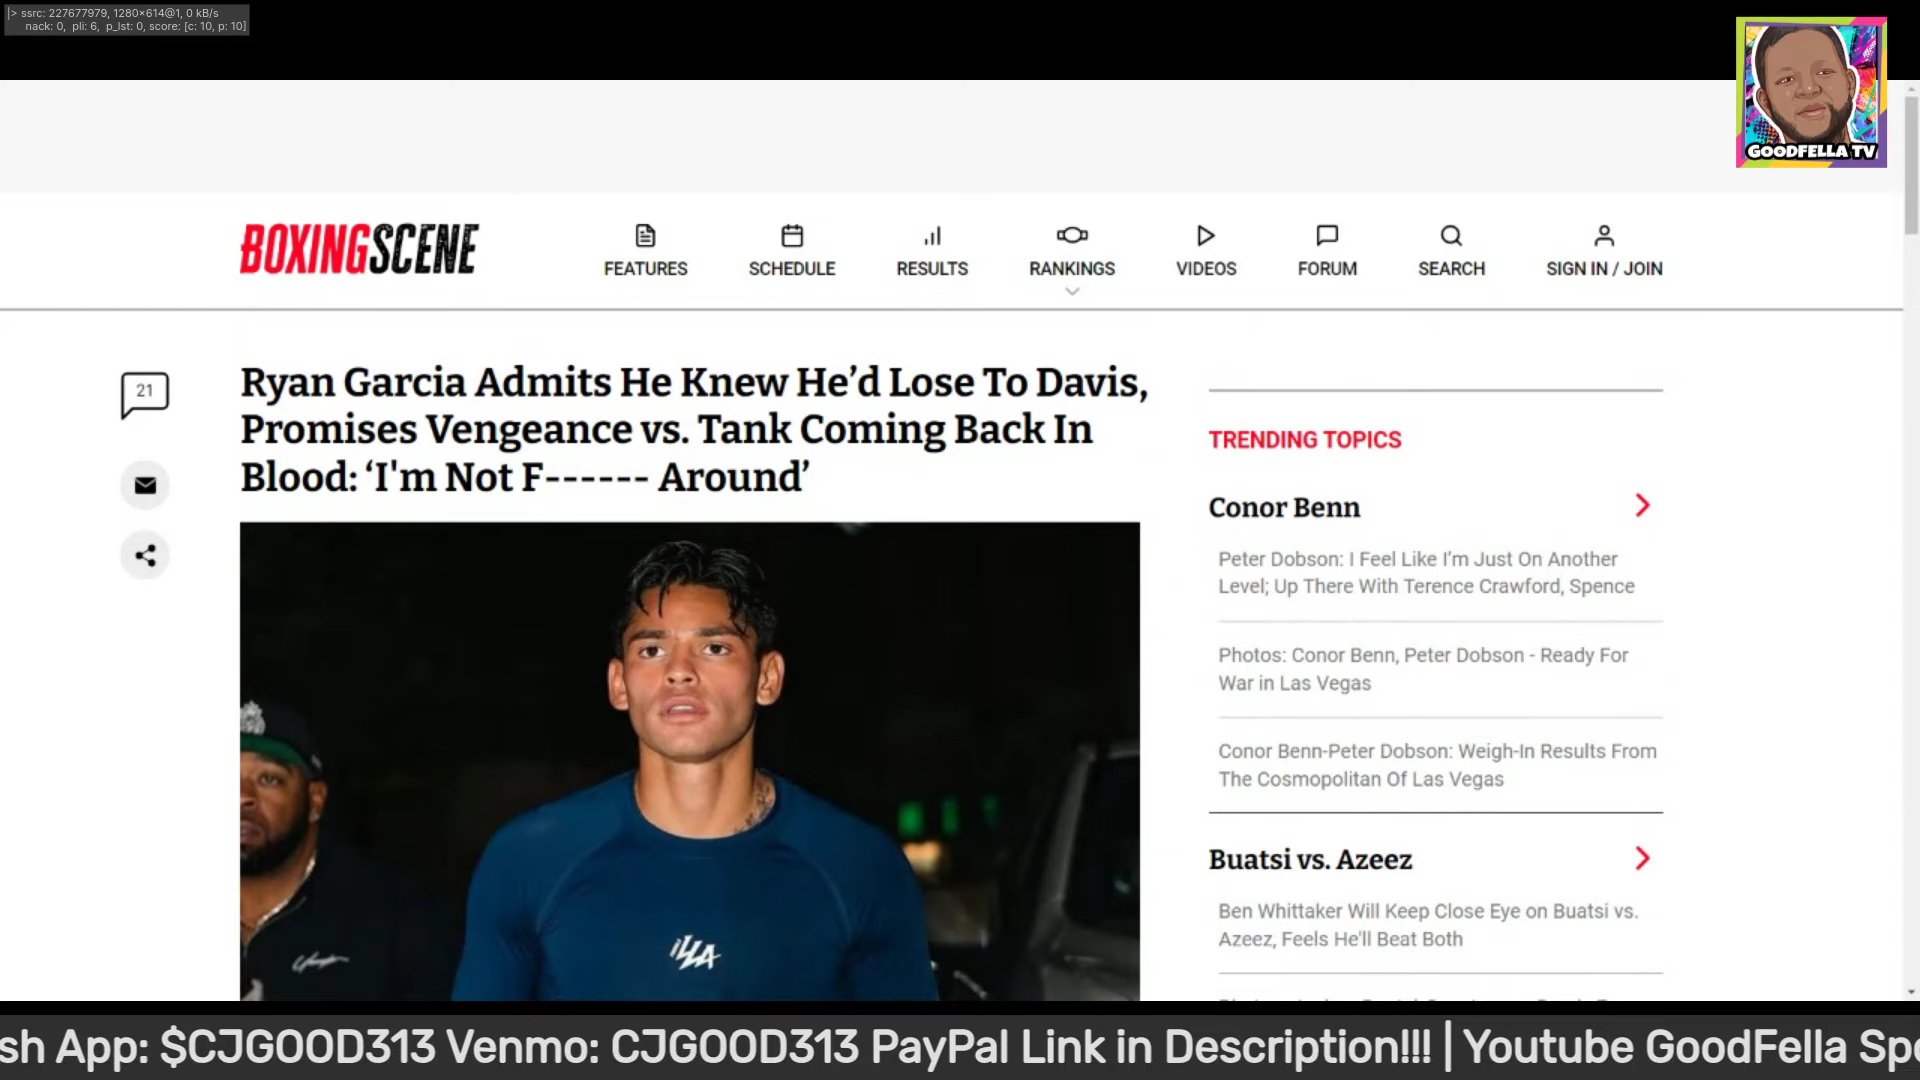 |> ssrc: 227677979, 1280×614@1, 0 kB/s
nack: 0, pli: 6, p_lst: 0, score: [c: 10, p: 10]
GOODFELLA TV
BOXINGSCENE
FEATURES
SCHEDULE
RESULTS
RANKINGS
VIDEOS
FORUM
SEARCH
SIGN IN / JOIN
21
Ryan Garcia Admits He Knew He’d Lose To Davis,
Promises Vengeance vs. Tank Coming Back In
Blood: ‘I'm Not F------ Around’
ILLA
TRENDING TOPICS
Conor Benn
Peter Dobson: I Feel Like I’m Just On Another
Level; Up There With Terence Crawford, Spence
Photos: Conor Benn, Peter Dobson - Ready For
War in Las Vegas
Conor Benn-Peter Dobson: Weigh-In Results From
The Cosmopolitan Of Las Vegas
Buatsi vs. Azeez
Ben Whittaker Will Keep Close Eye on Buatsi vs.
Azeez, Feels He'll Beat Both
sh App: $CJGOOD313 Venmo: CJGOOD313 PayPal Link in Description!!! | Youtube GoodFella Spo